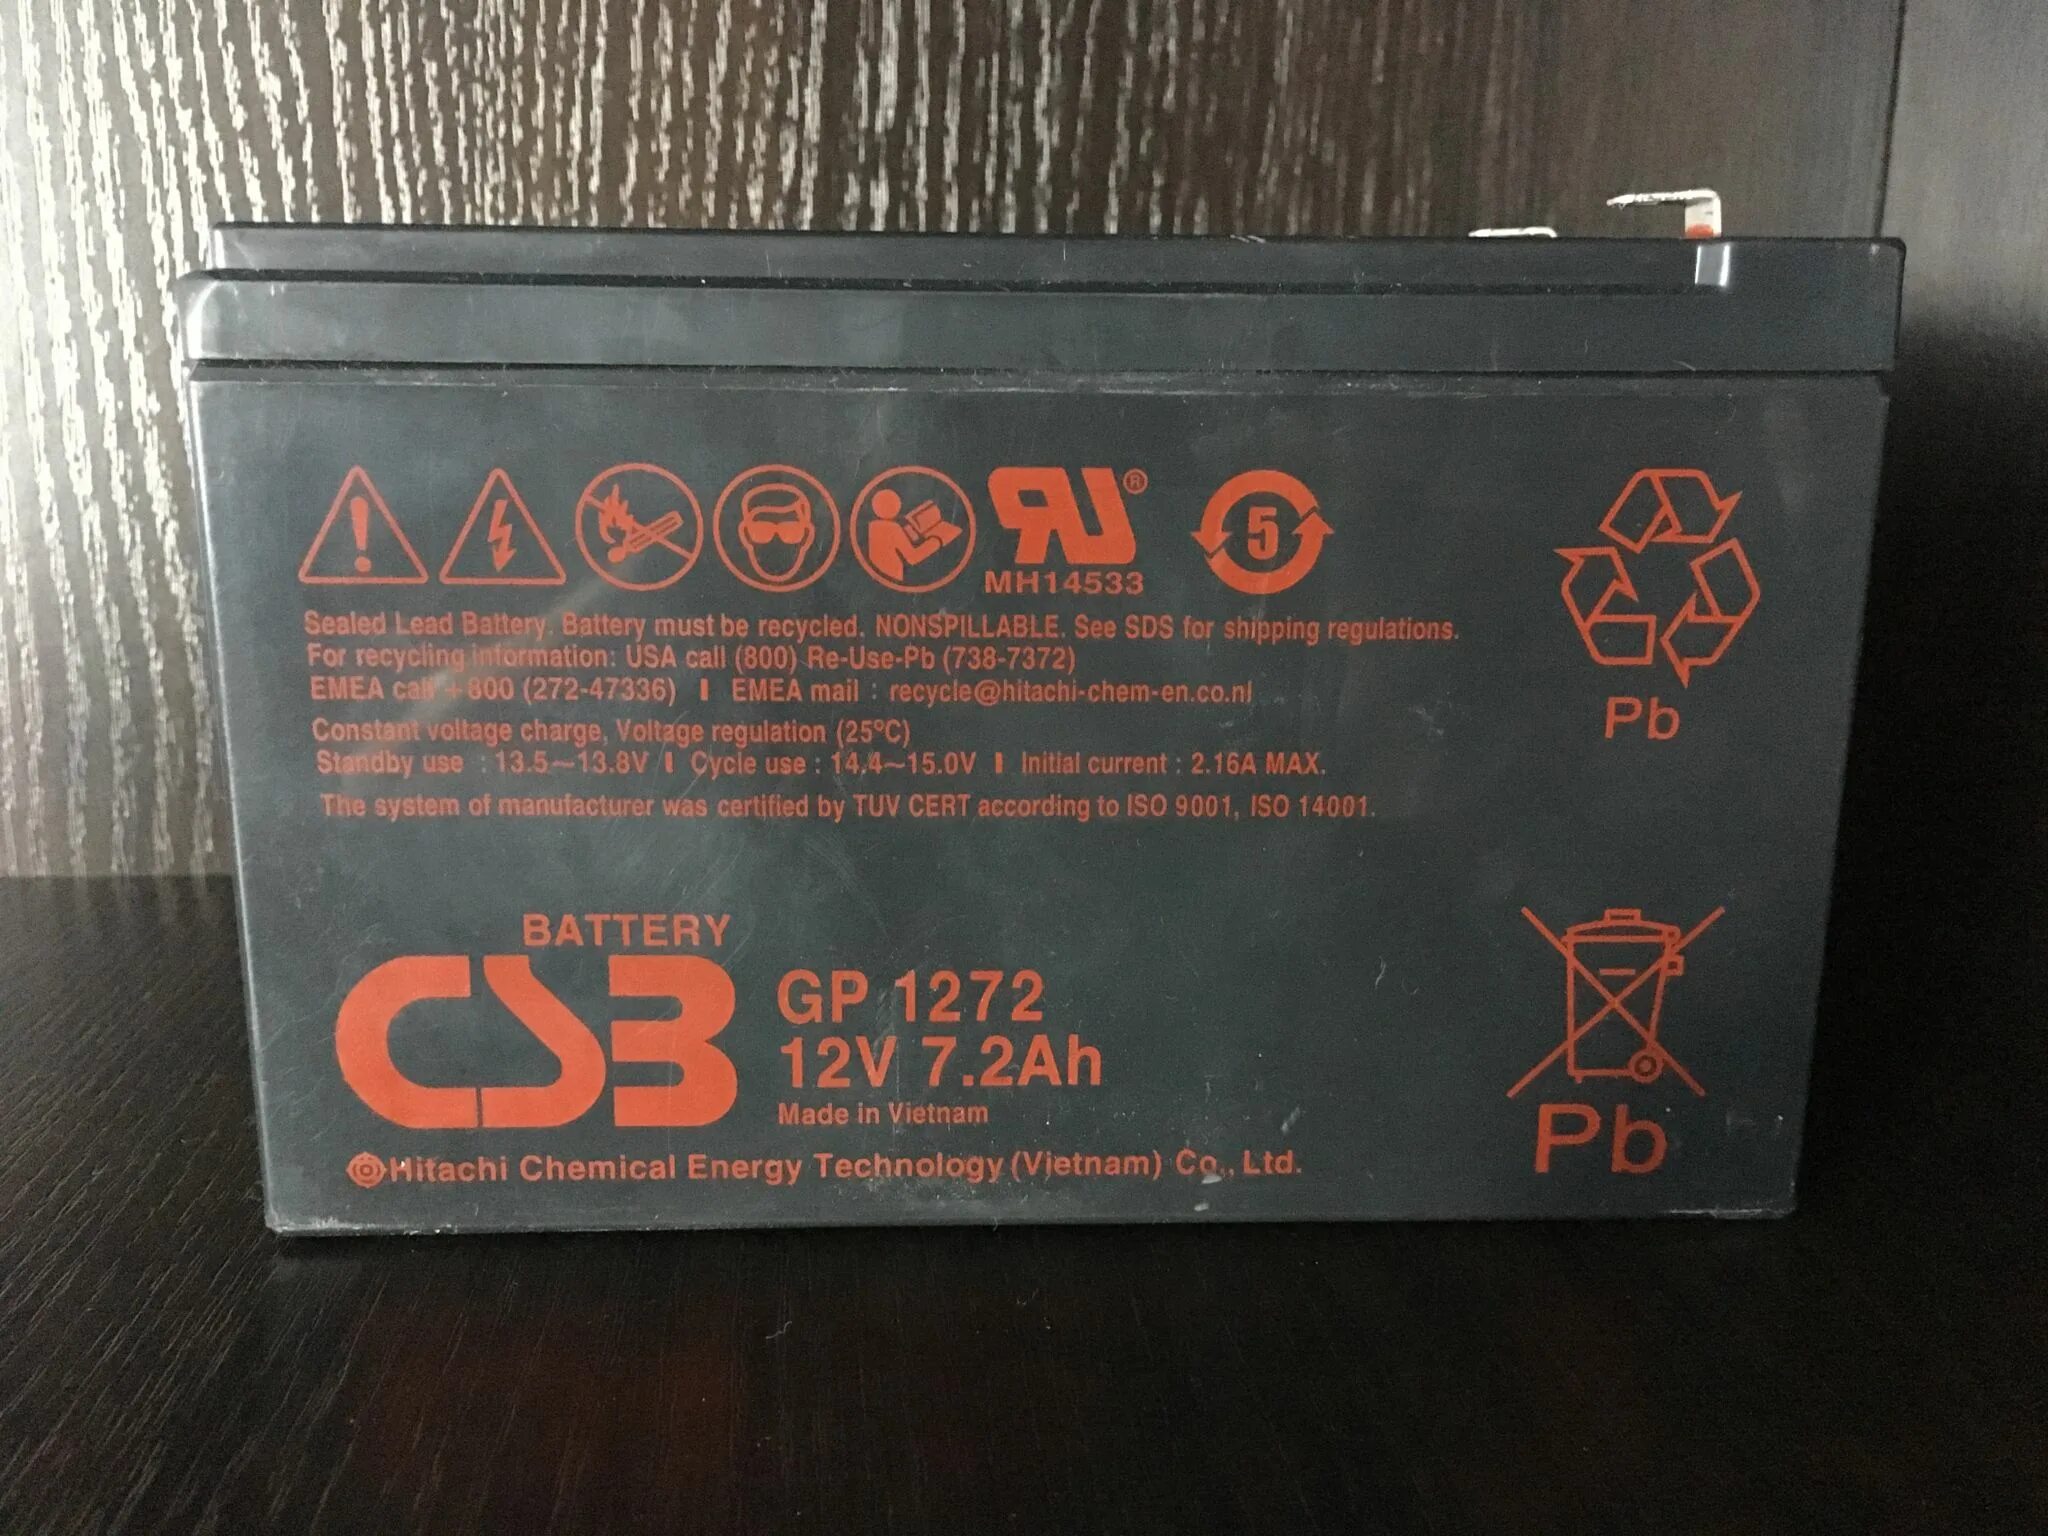 RU®
MH14533
5
Sealed Lead Battery. Battery must be recycled. NONSPILLABLE. See SDS for shipping regulations.
For recycling information: USA call (800) Re-Use-Pb (738-7372)
EMEA call +800 (272-47336) I EMEA mail : recycle@hitachi-chem-en.co.nl
Pb
Constant voltage charge, Voltage regulation (25°C)
Standby use : 13.5~13.8V I Cycle use : 14.4~15.0V I Initial current : 2.16A MAX.
The system of manufacturer was certified by TUV CERT according to ISO 9001, ISO 14001.
BATTERY
CSB
GP 1272
12V 7.2Ah
Made in Vietnam
Pb
Hitachi Chemical Energy Technology (Vietnam) Co., Ltd.